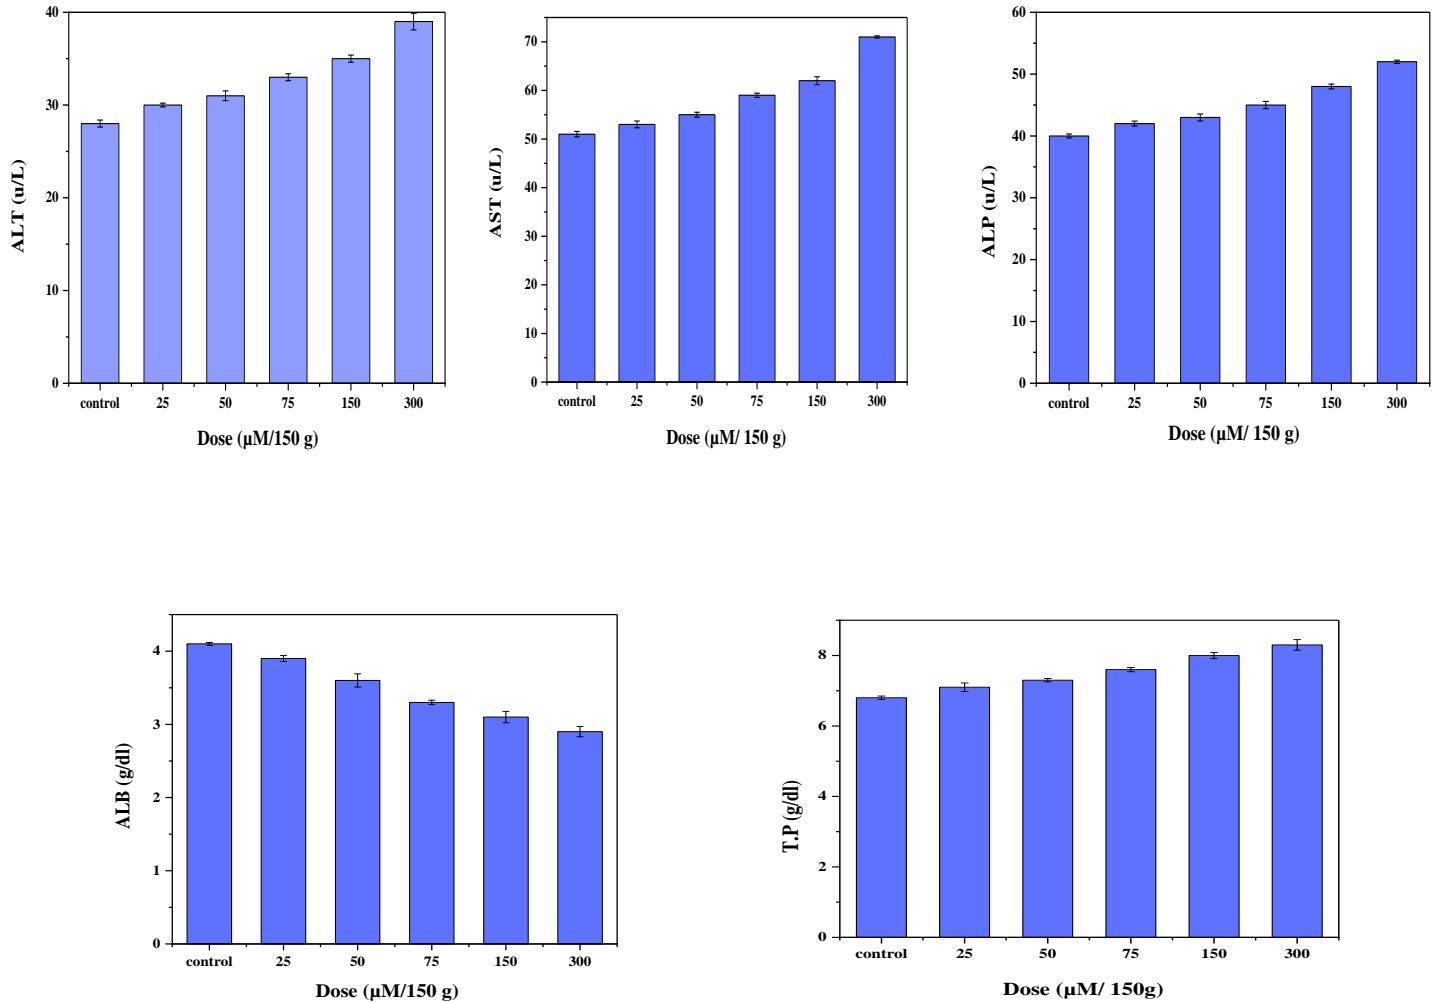 40
30
20
10
0
ALT (u/L)
control 25 50 75 150 300
Dose (µM/150 g)
70
60
50
40
30
20
10
0
AST (u/L)
control 25 50 75 150 300
Dose (µM/ 150 g)
60
50
40
30
20
10
0
ALP (u/L)
control 25 50 75 150 300
Dose (µM/ 150 g)
4
3
2
1
0
ALB (g/dl)
control 25 50 75 150 300
Dose (µM/150 g)
8
6
4
2
0
T.P (g/dl)
control 25 50 75 150 300
Dose (µM/ 150g)